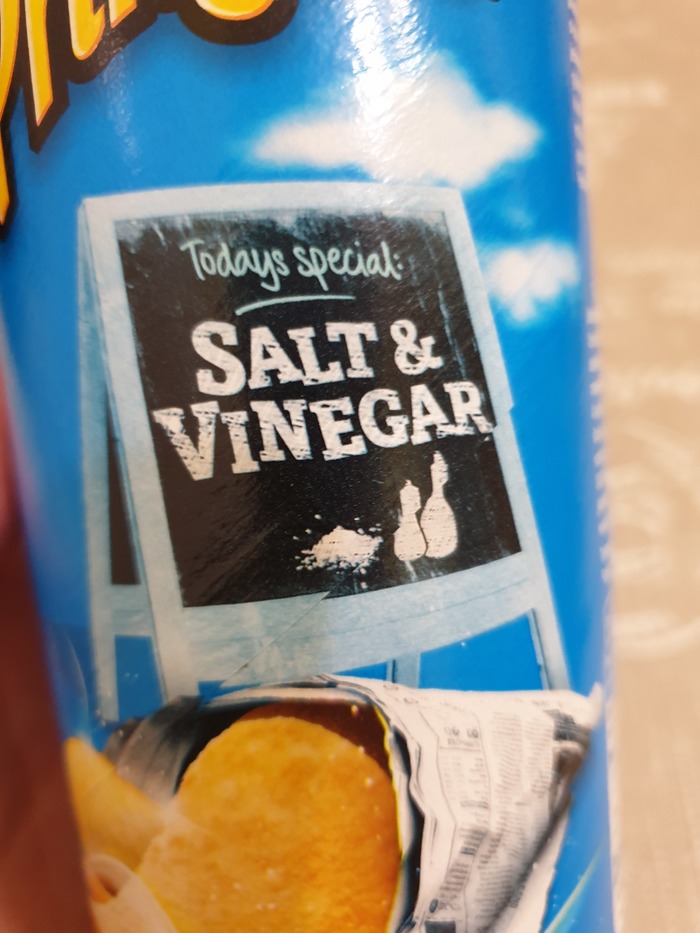 Todays special:
SALT &
VINEGAR